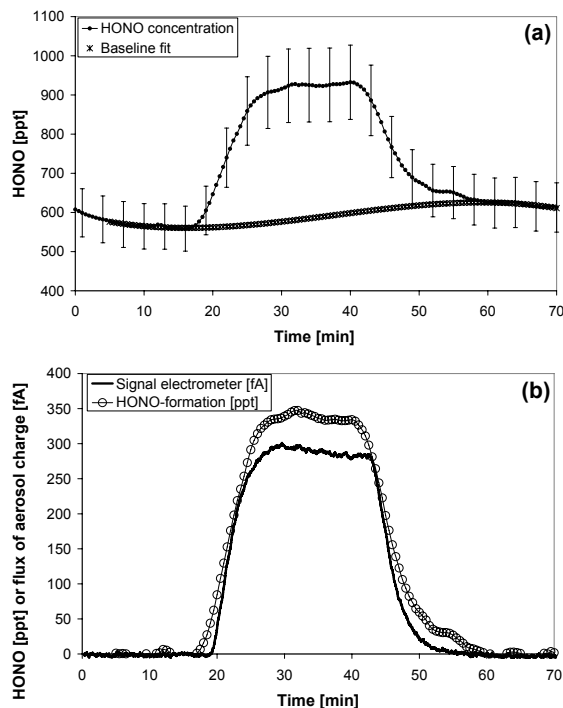 1100
1000
900
800
700
600
500
400
HONO [ppt]
HONO concentration
Baseline fit
(a)
0 10 20 30 40 50 60 70
Time [min]
400
350
300
250
200
150
100
50
0
HONO [ppt] or flux of aerosol charge [fA]
Signal electrometer [fA]
HONO-formation [ppt]
(b)
0 10 20 30 40 50 60 70
Time [min]